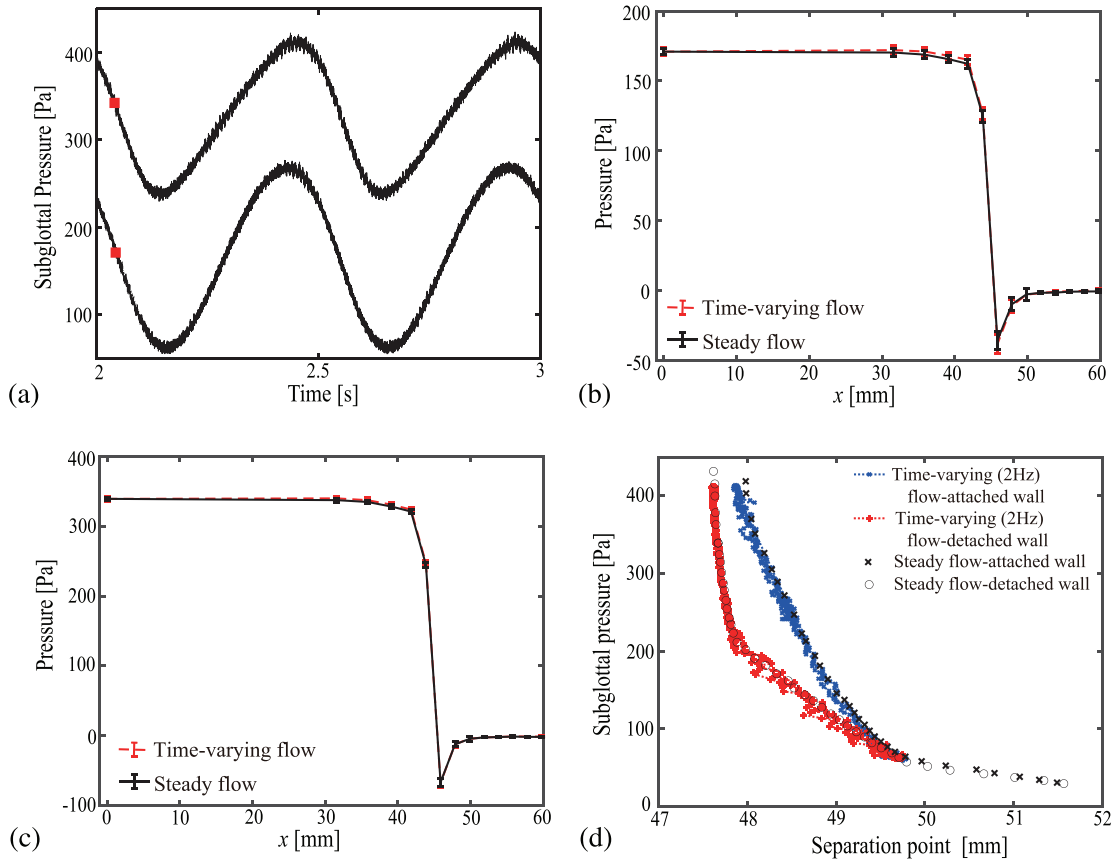 Subglottal Pressure [Pa]
400
300
200
100
2
2.5
3
Time [s]
(a)
Pressure [Pa]
200
150
100
50
0
-50
0
10
20
30
40
50
60
x [mm]
Time-varying flow
Steady flow
(b)
Pressure [Pa]
400
300
200
100
0
-100
0
10
20
30
40
50
60
x [mm]
Time-varying flow
Steady flow
(c)
Subglottal pressure [Pa]
400
300
200
100
0
47
48
49
50
51
52
Separation point [mm]
Time-varying (2Hz)
flow-attached wall
Time-varying (2Hz)
flow-detached wall
Steady flow-attached wall
Steady flow-detached wall
(d)